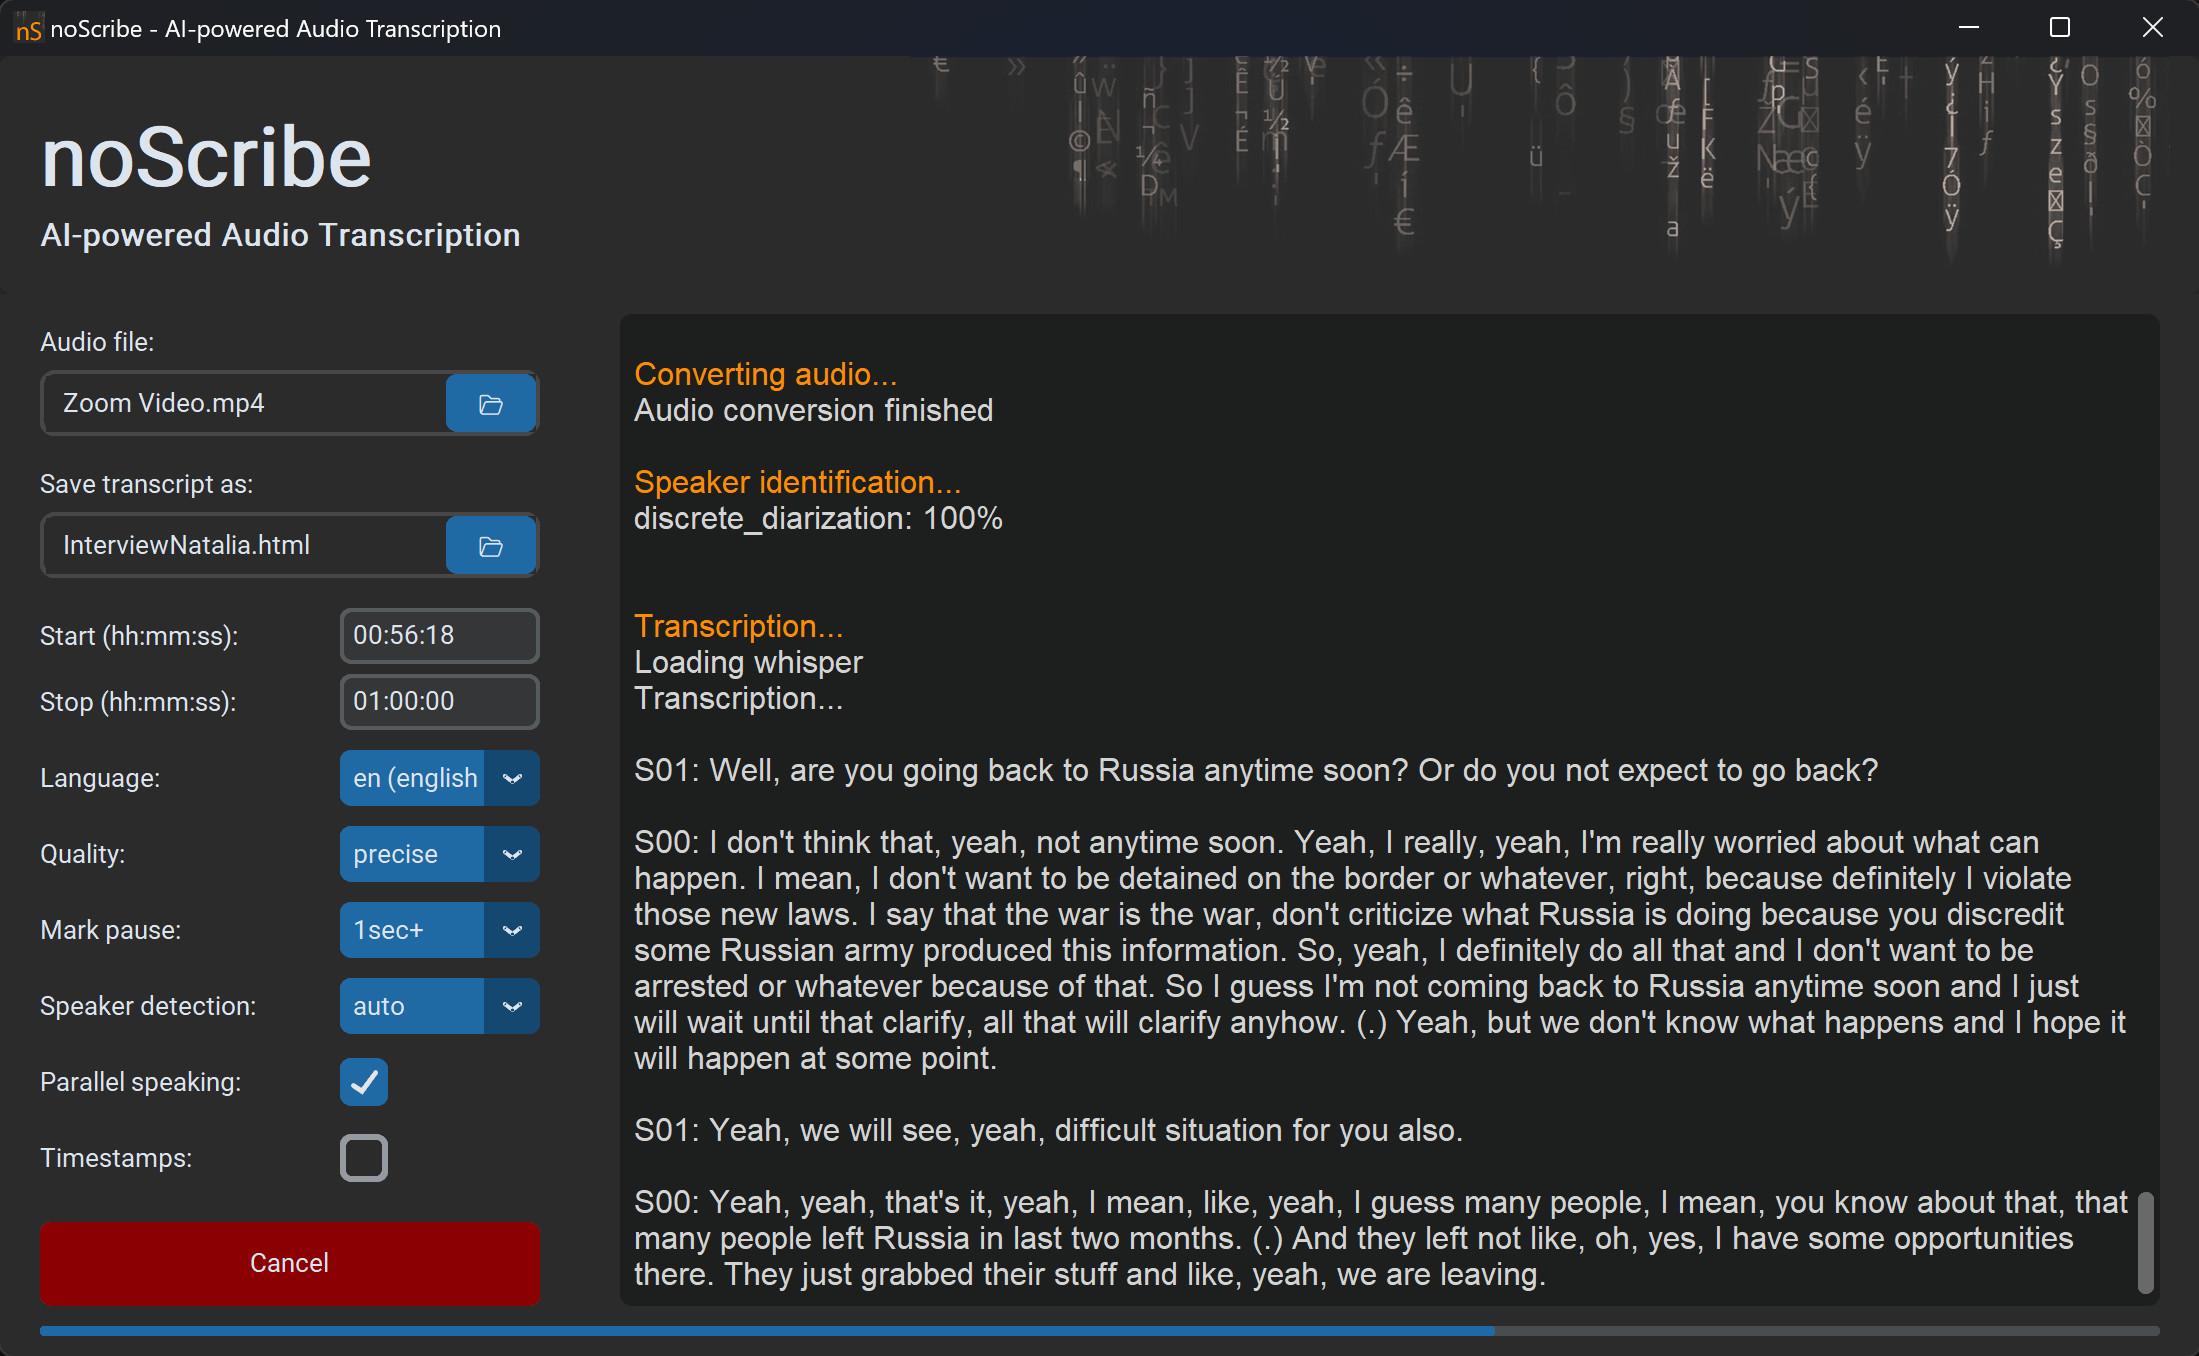 nS noScribe - AI-powered Audio Transcription
noScribe
AI-powered Audio Transcription
Audio file:
Zoom Video.mp4
Save transcript as:
InterviewNatalia.html
Start (hh:mm:ss):
00:56:18
Stop (hh:mm:ss):
01:00:00
Language:
en (english
Quality:
precise
Mark pause:
1sec+
Speaker detection:
auto
Parallel speaking:
Timestamps:
Cancel
Converting audio...
Audio conversion finished
Speaker identification...
discrete_diarization: 100%
Transcription...
Loading whisper
Transcription...
S01: Well, are you going back to Russia anytime soon? Or do you not expect to go back?
S00: I don't think that, yeah, not anytime soon. Yeah, I really, yeah, I'm really worried about what can
happen. I mean, I don't want to be detained on the border or whatever, right, because definitely I violate
those new laws. I say that the war is the war, don't criticize what Russia is doing because you discredit
some Russian army produced this information. So, yeah, I definitely do all that and I don't want to be
arrested or whatever because of that. So I guess I'm not coming back to Russia anytime soon and I just
will wait until that clarify, all that will clarify anyhow. (.) Yeah, but we don't know what happens and I hope it
will happen at some point.
S01: Yeah, we will see, yeah, difficult situation for you also.
S00: Yeah, yeah, that's it, yeah, I mean, like, yeah, I guess many people, I mean, you know about that, that
many people left Russia in last two months. (.) And they left not like, oh, yes, I have some opportunities
there. They just grabbed their stuff and like, yeah, we are leaving.